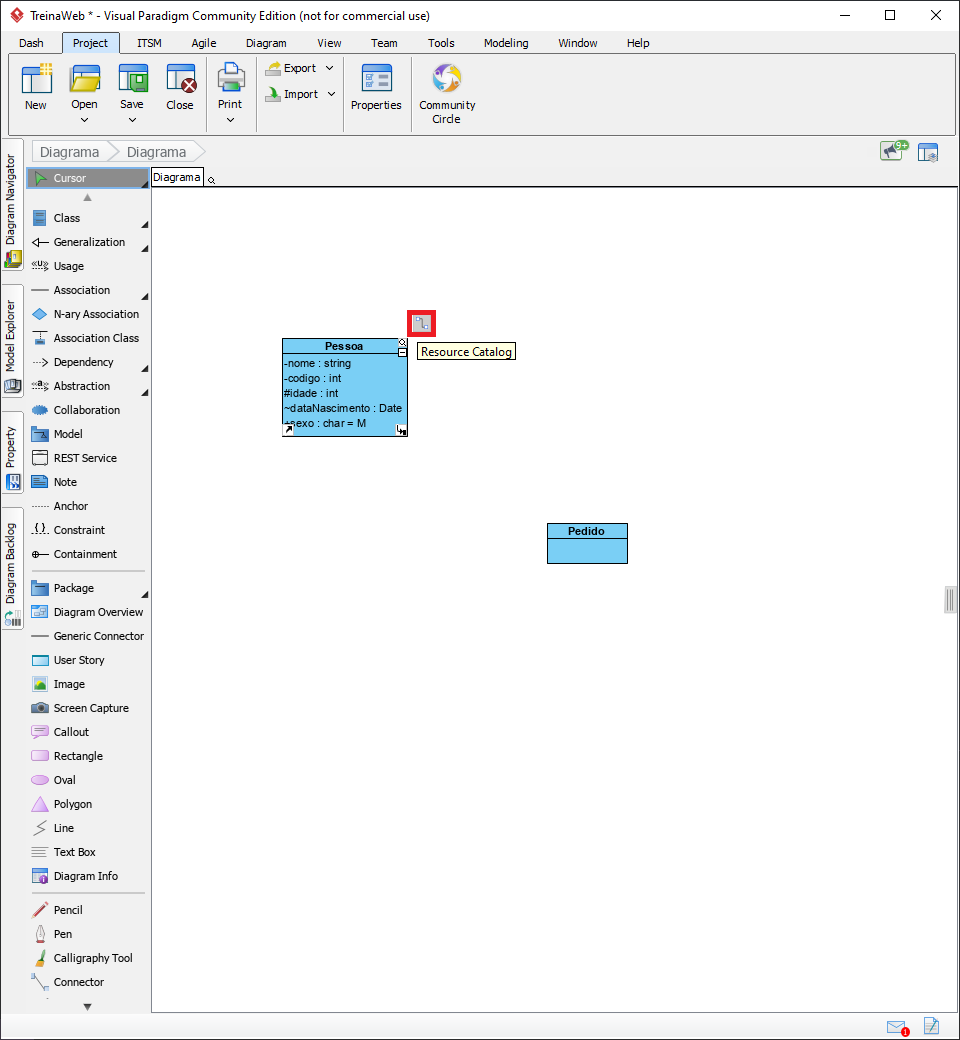 TreinaWeb * - Visual Paradigm Community Edition (not for commercial use)
Dash Project ITSM Agile Diagram View Team Tools Modeling Window Help
New Open Save Close Print Export Import Properties Community Circle
Diagrama Diagrama
9+
Diagram Navigator
Model Explorer
Property
Diagram Backlog
Cursor
Diagrama
Class
Generalization
«U» Usage
Association
N-ary Association
Association Class
Dependency
«a» Abstraction
Collaboration
Model
REST Service
Note
Anchor
{} Constraint
Containment
Package
Diagram Overview
Generic Connector
User Story
Image
Screen Capture
Callout
Rectangle
Oval
Polygon
Line
Text Box
Diagram Info
Pencil
Pen
Calligraphy Tool
Connector
Resource Catalog
Pessoa
-nome : string
-codigo : int
#idade : int
~dataNascimento : Date
+sexo : char = M
Pedido
1